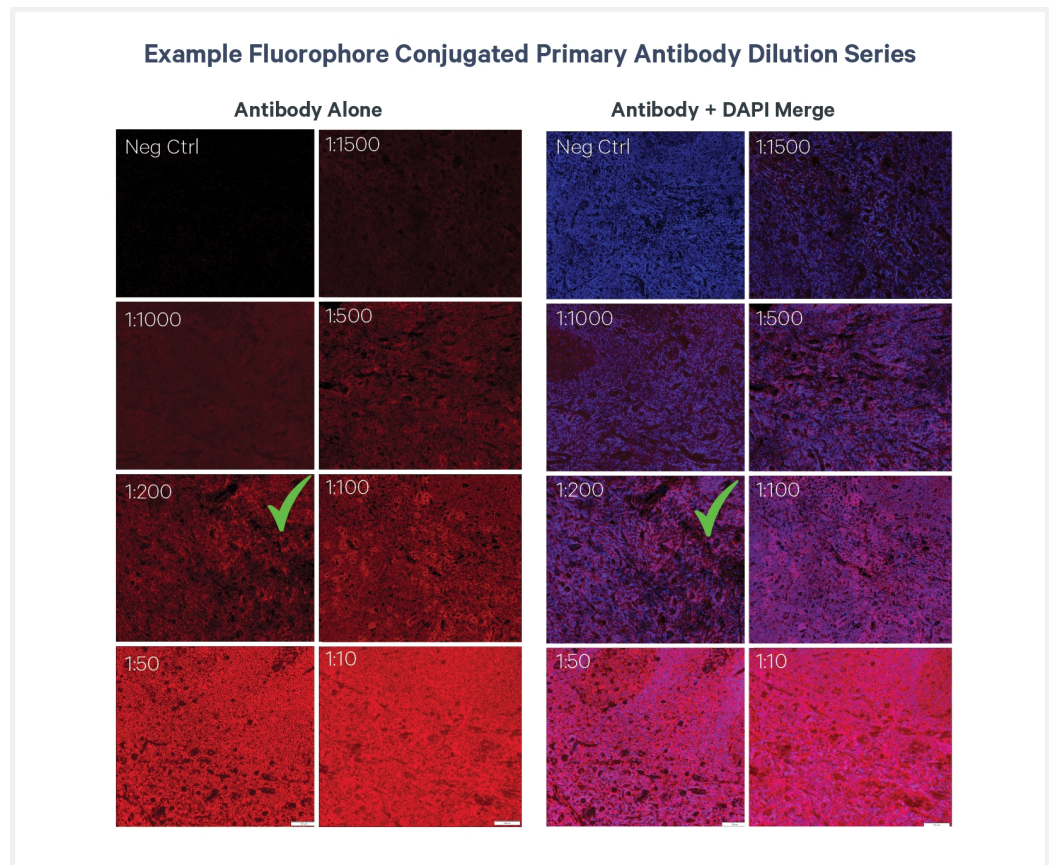 Example Fluorophore Conjugated Primary Antibody Dilution Series
Antibody Alone
Antibody + DAPI Merge
Neg Ctrl
1:1500
Neg Ctrl
1:1500
1:1000
1:500
1:1000
1:500
1:200
1:100
1:200
1:100
1:50
1:10
1:50
1:10